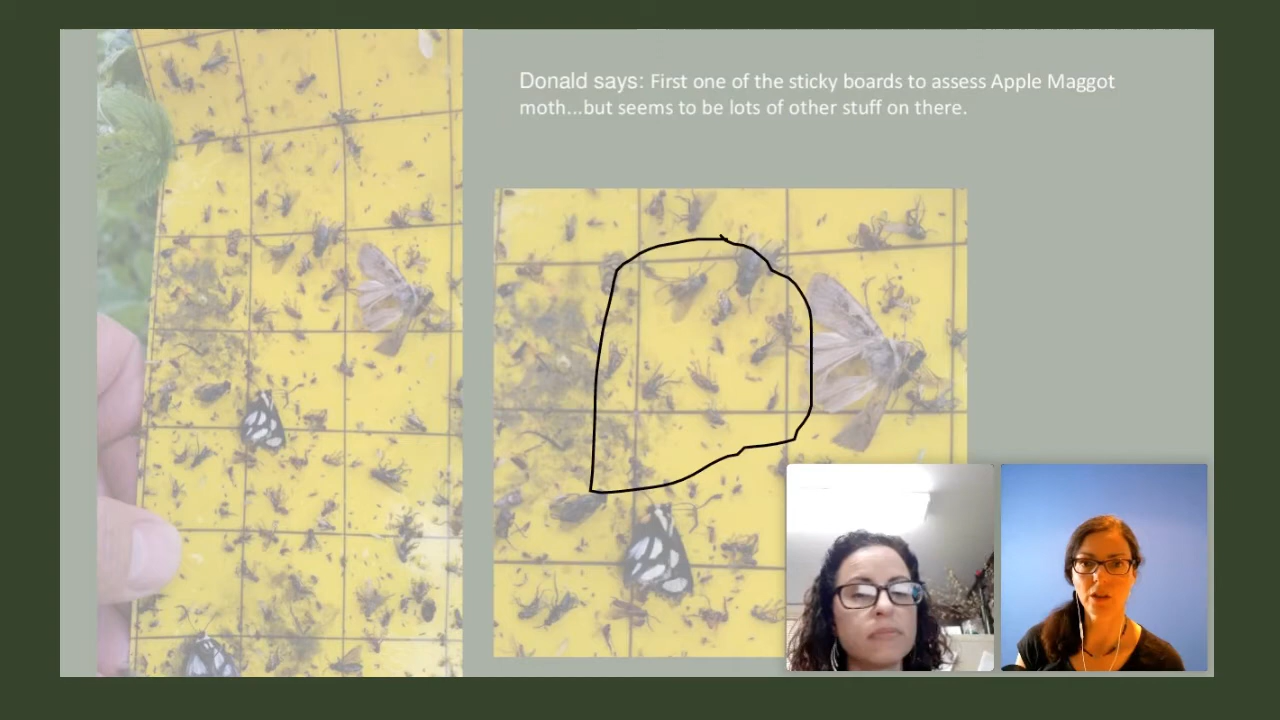 Donald says: First one of the sticky boards to assess Apple Maggot
moth...but seems to be lots of other stuff on there.